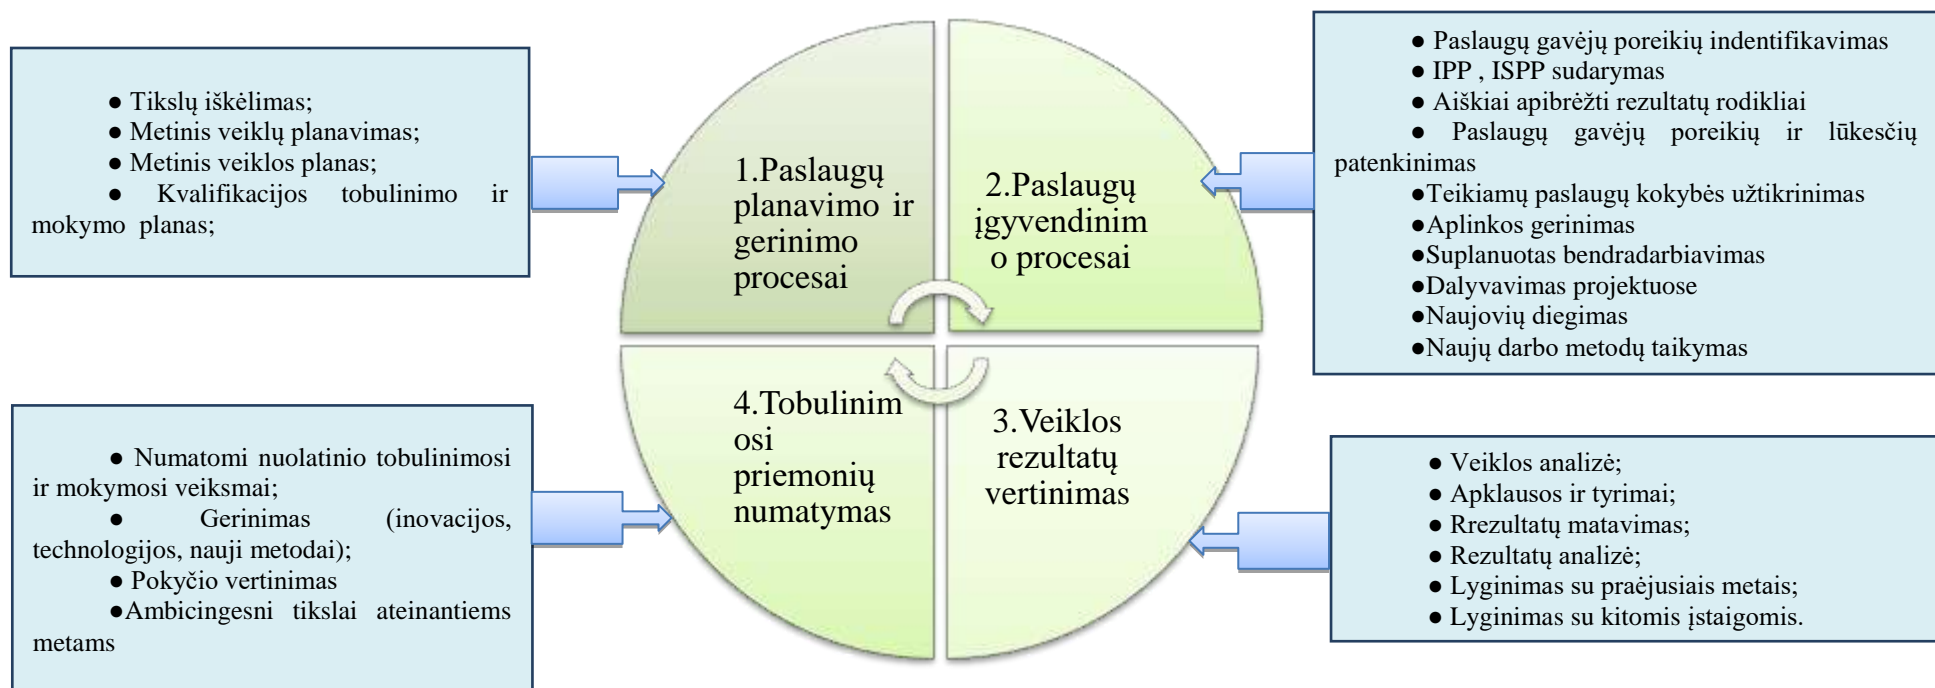 ● Tikslų iškėlimas;
● Metinis veiklų planavimas;
● Metinis veiklos planas;
● Kvalifikacijos tobulinimo ir
mokymo planas;
1.Paslaugų
planavimo ir
gerinimo
procesai
2.Paslaugų
įgyvendinim
o procesai
● Paslaugų gavėjų poreikių indentifikavimas
● IPP , ISPP sudarymas
● Aiškiai apibrėžti rezultatų rodikliai
● Paslaugų gavėjų poreikių ir lūkesčių
patenkinimas
●Teikiamų paslaugų kokybės užtikrinimas
●Aplinkos gerinimas
●Suplanuotas bendradarbiavimas
●Dalyvavimas projektuose
●Naujovių diegimas
●Naujų darbo metodų taikymas
● Numatomi nuolatinio tobulinimosi
ir mokymosi veiksmai;
● Gerinimas (inovacijos,
technologijos, nauji metodai);
● Pokyčio vertinimas
●Ambicingesni tikslai ateinantiems
metams
4.Tobulinim
osi
priemonių
numatymas
3.Veiklos
rezultatų
vertinimas
● Veiklos analizė;
● Apklausos ir tyrimai;
● Rrezultatų matavimas;
● Rezultatų analizė;
● Lyginimas su praėjusiais metais;
● Lyginimas su kitomis įstaigomis.